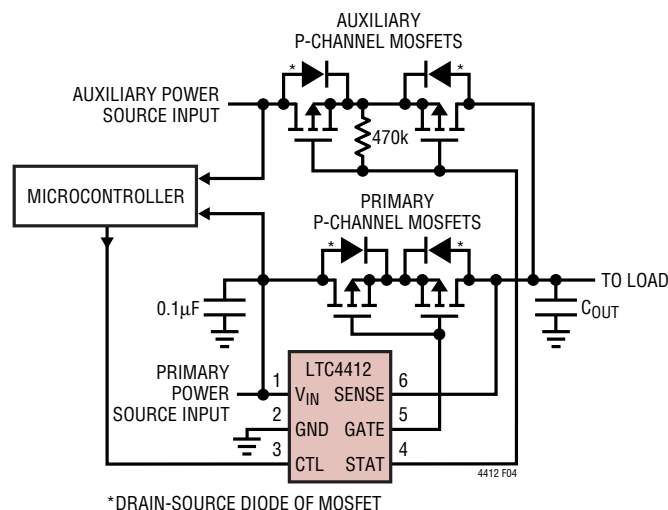 AUXILIARY
P-CHANNEL MOSFETS
*
*
AUXILIARY POWER
SOURCE INPUT
470k
MICROCONTROLLER
PRIMARY
P-CHANNEL MOSFETS
*
*
0.1µF
TO LOAD
COUT
PRIMARY
POWER
SOURCE INPUT
LTC4412
1
VIN
SENSE
6
2
GND
GATE
5
3
CTL
STAT
4
4412 F04
*DRAIN-SOURCE DIODE OF MOSFET